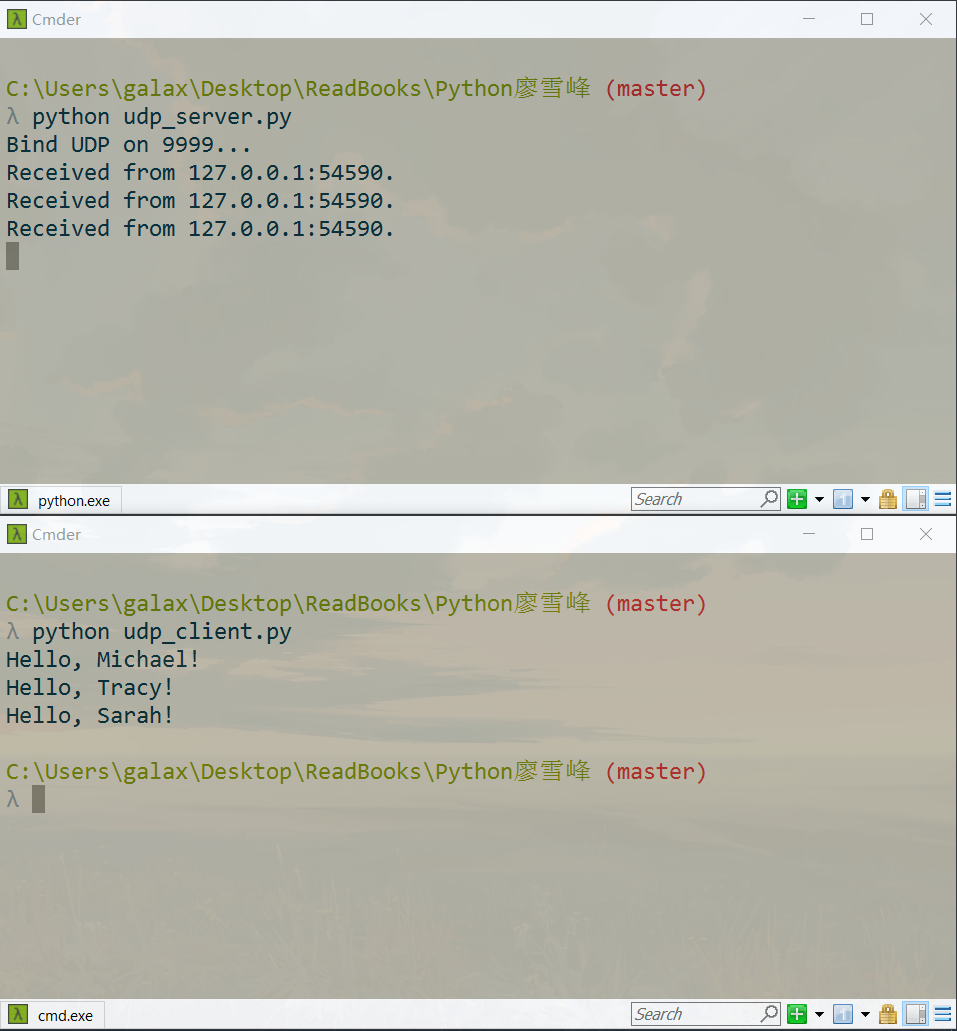 Cmder
C:\Users\galax\Desktop\ReadBooks\Python廖雪峰 (master)
λ python udp_server.py
Bind UDP on 9999...
Received from 127.0.0.1:54590.
Received from 127.0.0.1:54590.
Received from 127.0.0.1:54590.
python.exe
Search
Cmder
C:\Users\galax\Desktop\ReadBooks\Python廖雪峰 (master)
λ python udp_client.py
Hello, Michael!
Hello, Tracy!
Hello, Sarah!
C:\Users\galax\Desktop\ReadBooks\Python廖雪峰 (master)
λ
cmd.exe
Search